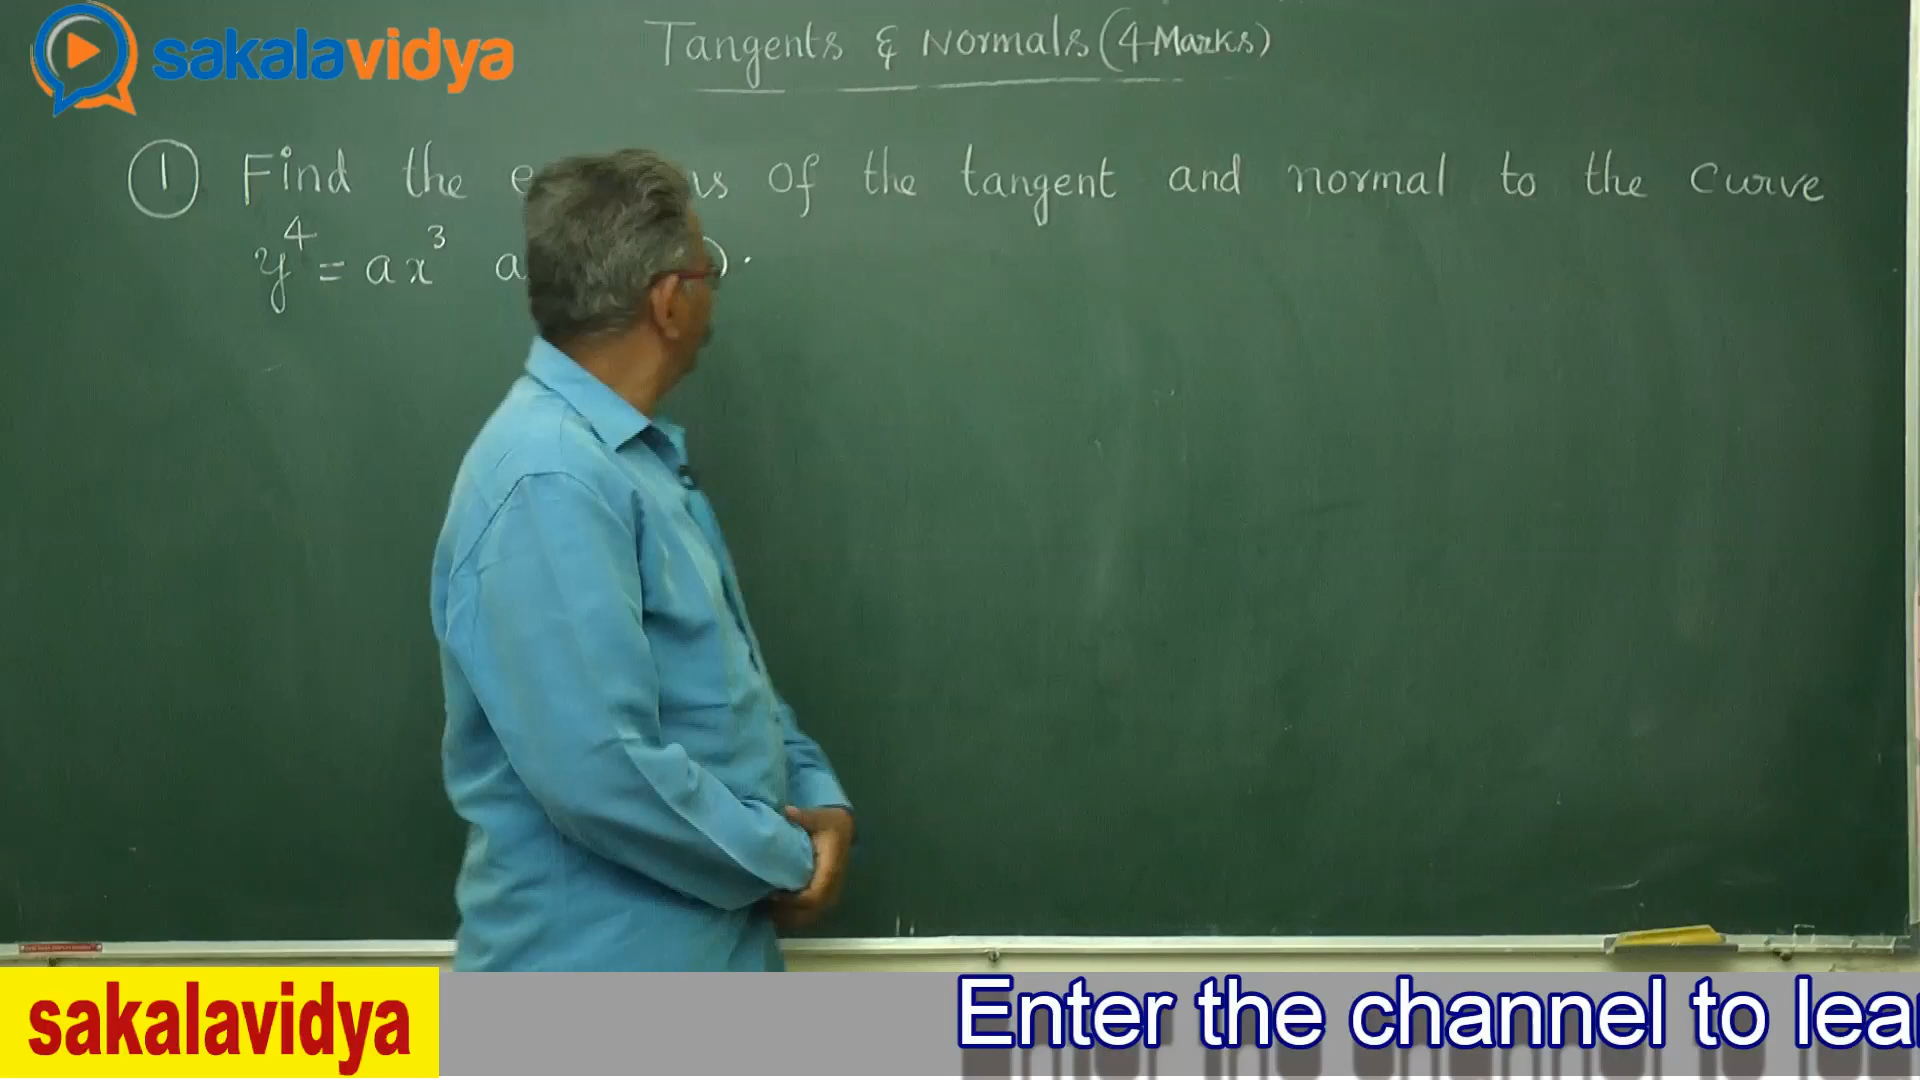 sakalavidya
Tangents & Normals (4 Marks)
① Find the of the tangent and normal to the curve
y⁴ = ax³
sakalavidya
Enter the channel to lea